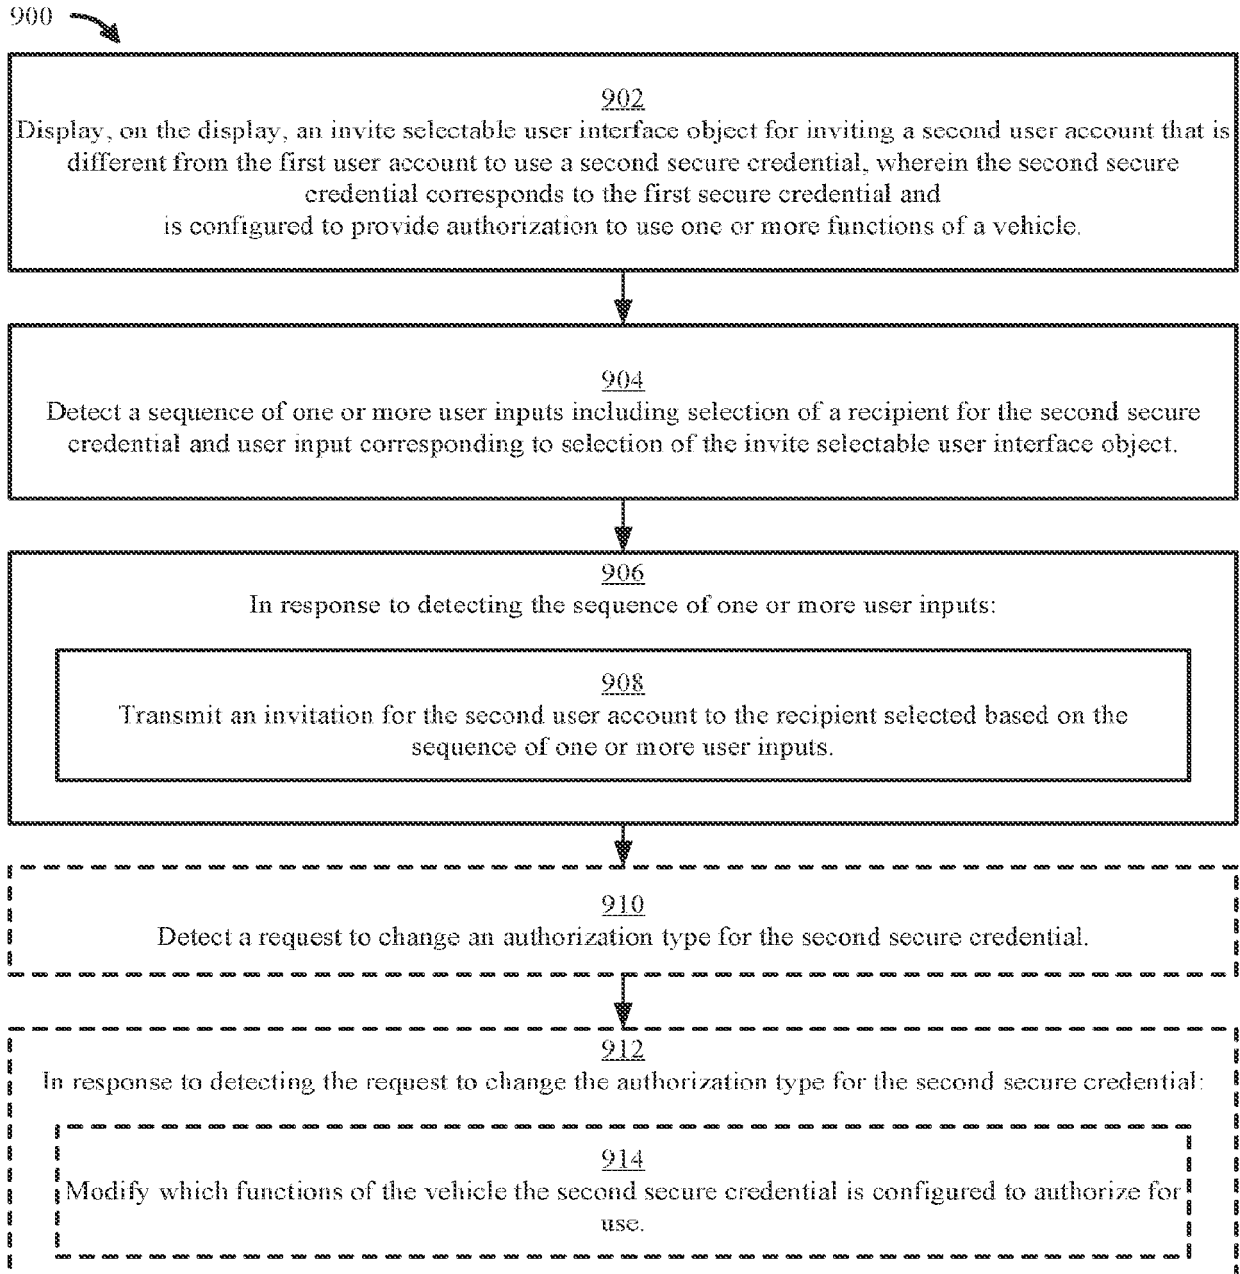 900
902
Display, on the display, an invite selectable user interface object for inviting a second user account that is
different from the first user account to use a second secure credential, wherein the second secure
credential corresponds to the first secure credential and
is configured to provide authorization to use one or more functions of a vehicle.
904
Detect a sequence of one or more user inputs including selection of a recipient for the second secure
credential and user input corresponding to selection of the invite selectable user interface object.
906
In response to detecting the sequence of one or more user inputs:
908
Transmit an invitation for the second user account to the recipient selected based on the
sequence of one or more user inputs.
910
Detect a request to change an authorization type for the second secure credential.
912
In response to detecting the request to change the authorization type for the second secure credential:
914
Modify which functions of the vehicle the second secure credential is configured to authorize for
use.